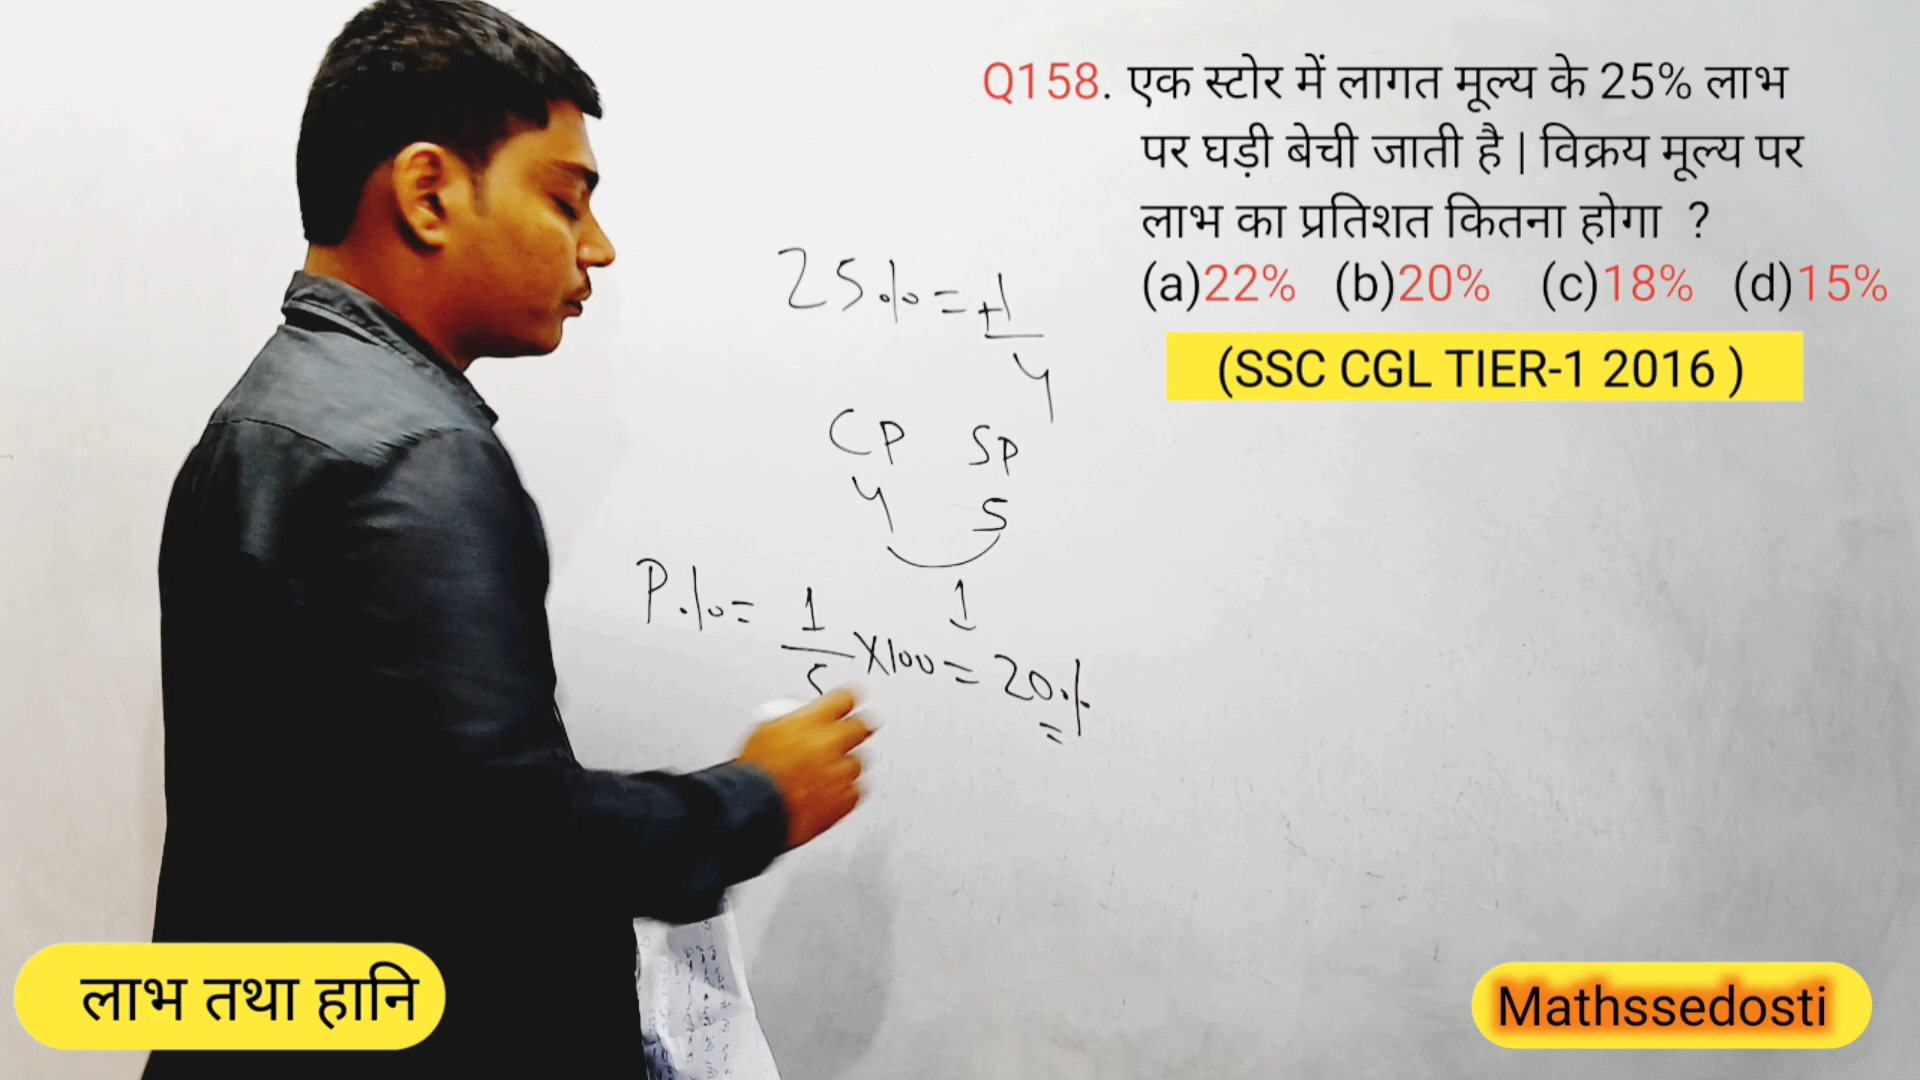 Q158. एक स्टोर में लागत मूल्य के 25% लाभ
पर घड़ी बेची जाती है | विक्रय मूल्य पर
लाभ का प्रतिशत कितना होगा ?
(a)22% (b)20% (c)18% (d)15%
(SSC CGL TIER-1 2016 )
25% = +1/4
CP SP
4 5
1
P% = 1/5 X100 = 20%
लाभ तथा हानि
Mathssedosti